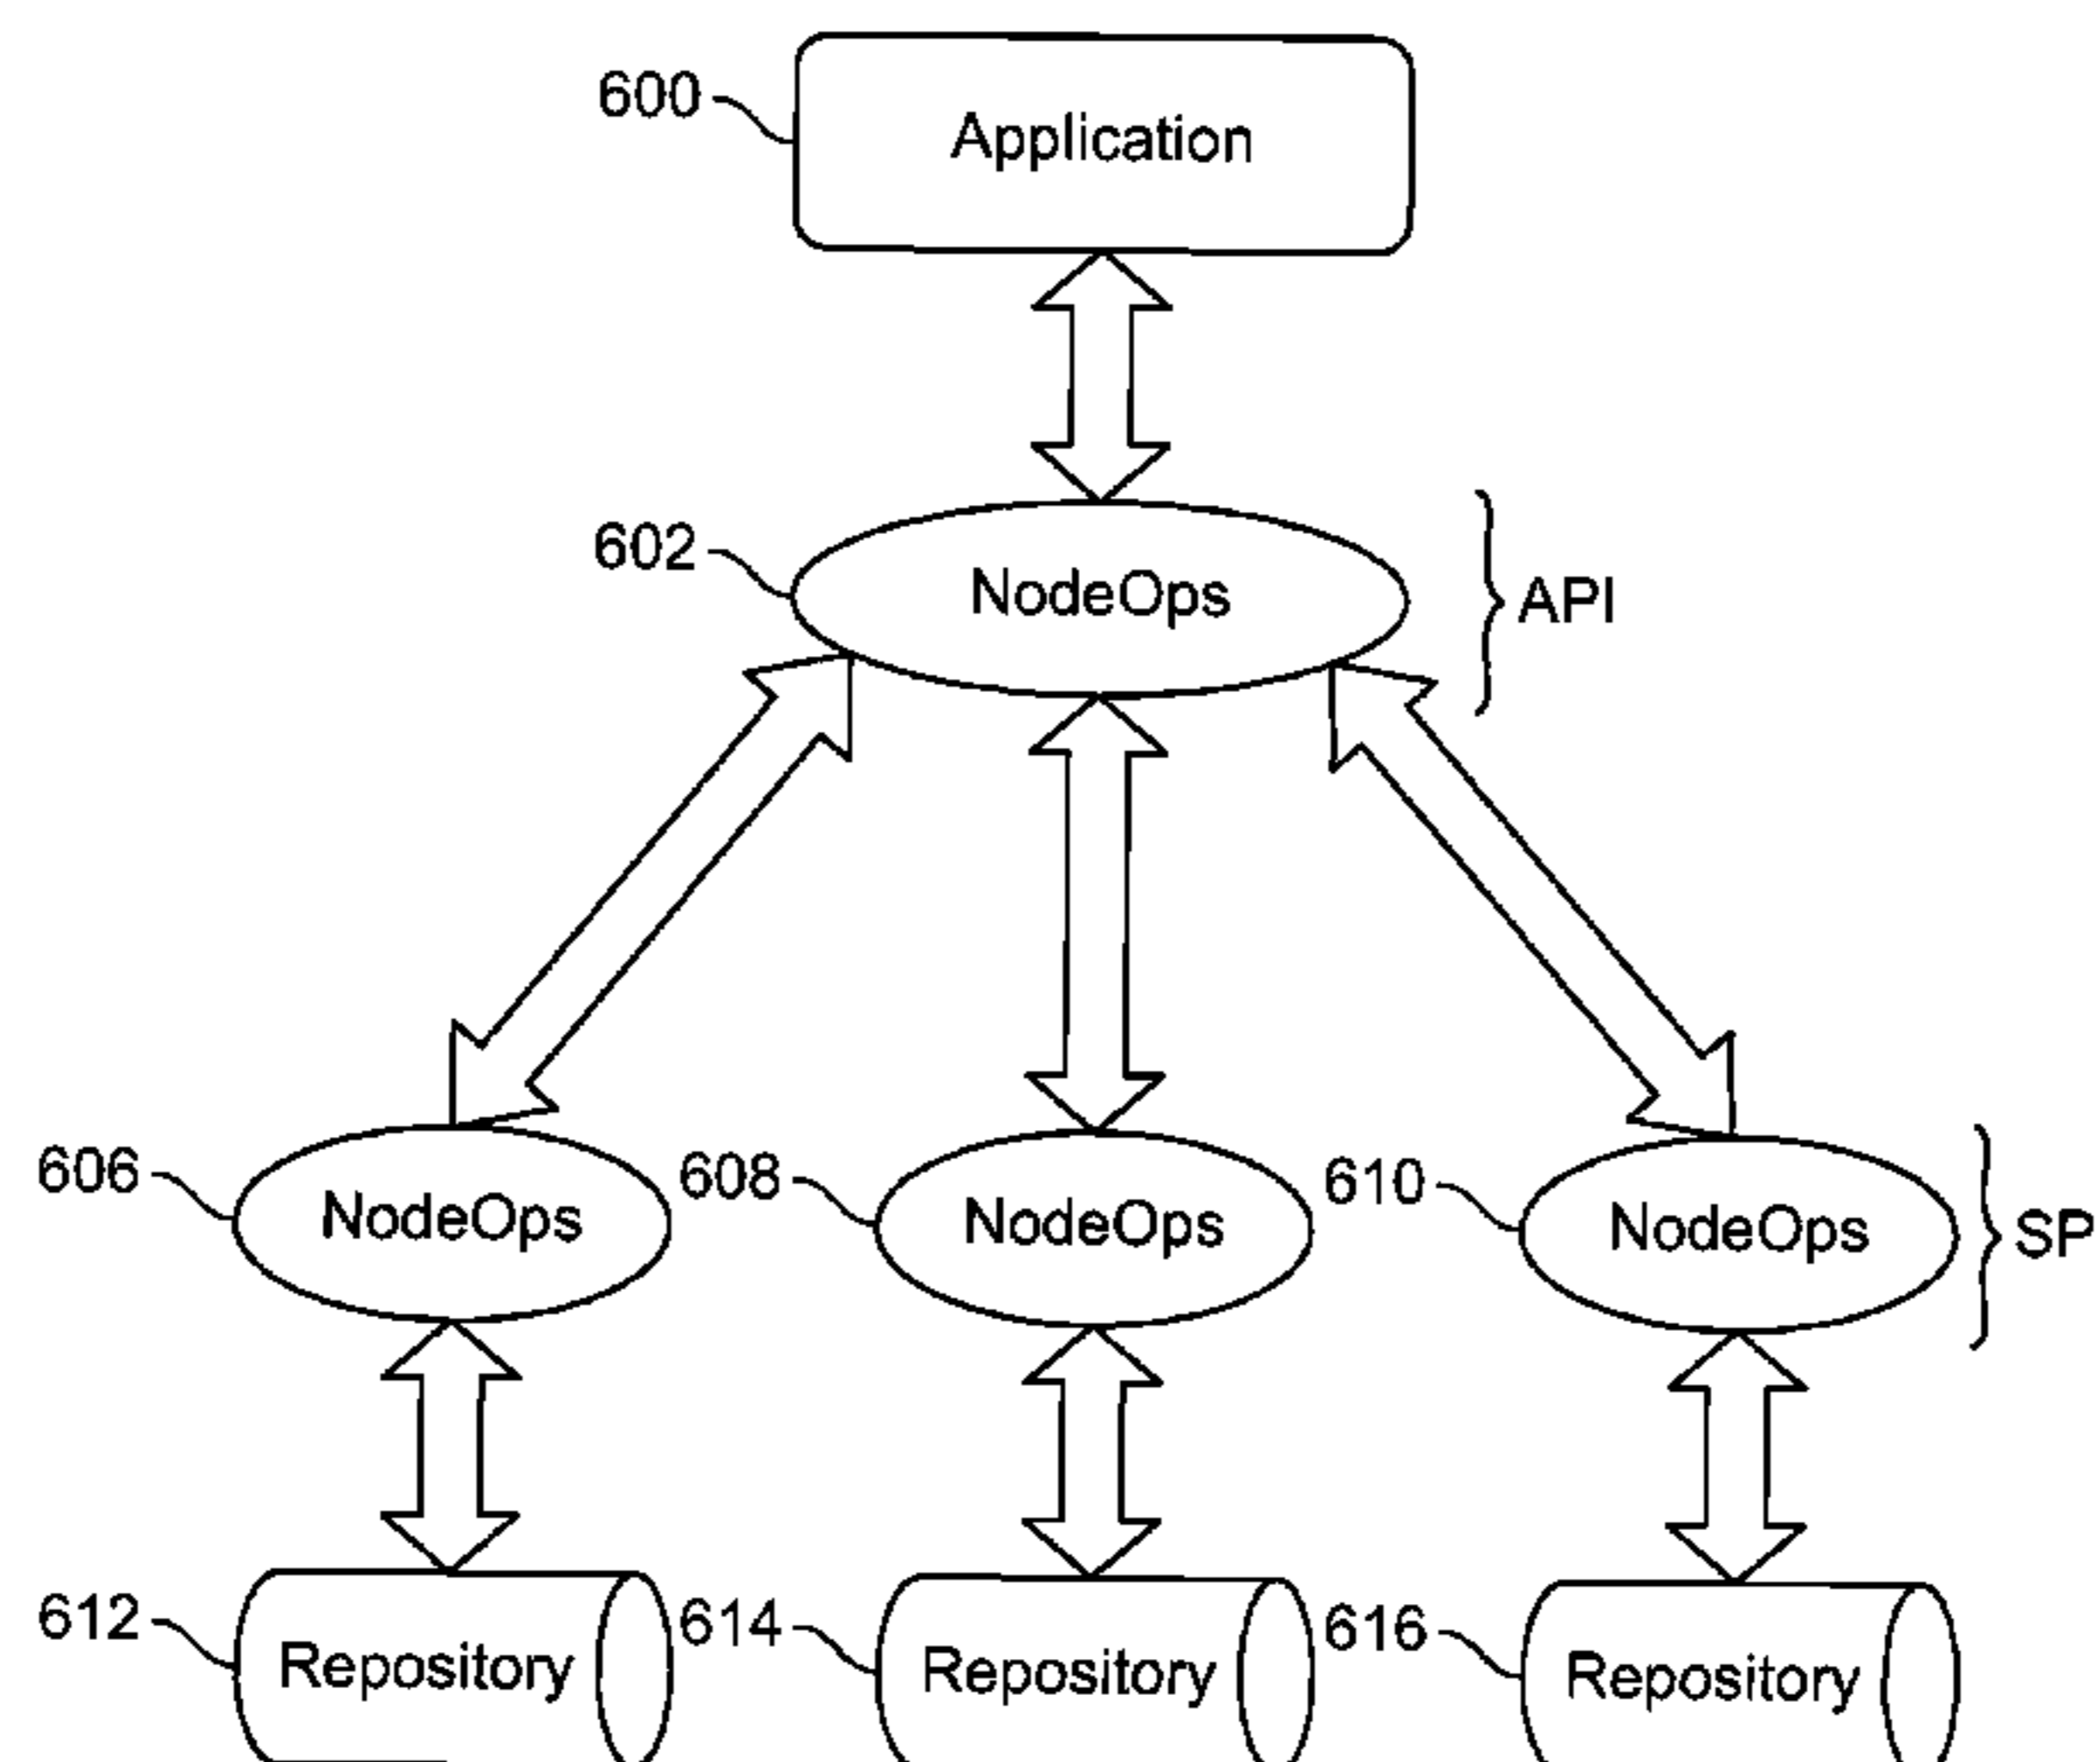 600
Application
602
NodeOps
API
606
NodeOps
608
NodeOps
610
NodeOps
SP
612
Repository
614
Repository
616
Repository